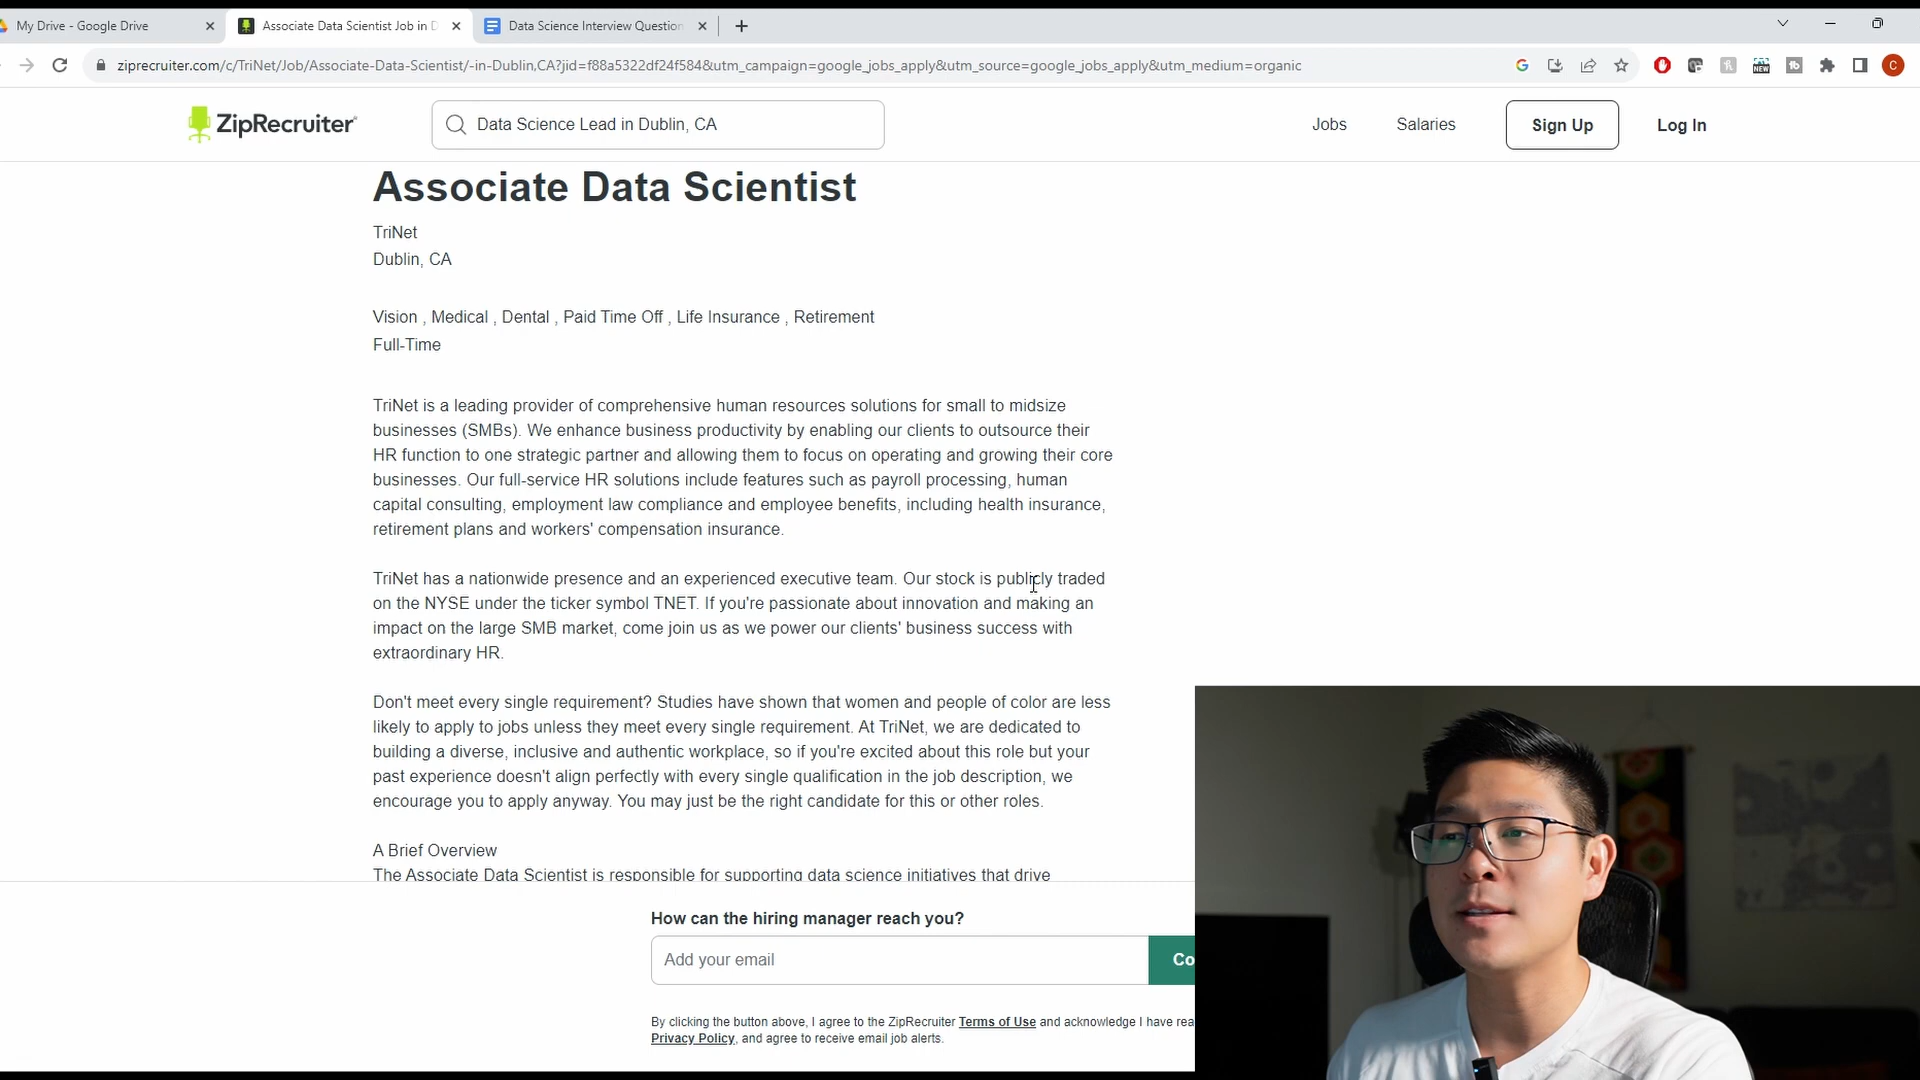 My Drive - Google Drive
Associate Data Scientist Job in D
Data Science Interview Question
ziprecruiter.com/c/TriNet/Job/Associate-Data-Scientist/-in-Dublin,CA?jid=f88a5322df24f584&utm_campaign=google_jobs_apply&utm_source=google_jobs_apply&utm_medium=organic
NEW
C
ZipRecruiter
Data Science Lead in Dublin, CA
Jobs
Salaries
Sign Up
Log In
Associate Data Scientist
TriNet
Dublin, CA
Vision , Medical , Dental , Paid Time Off , Life Insurance , Retirement
Full-Time
TriNet is a leading provider of comprehensive human resources solutions for small to midsize
businesses (SMBs). We enhance business productivity by enabling our clients to outsource their
HR function to one strategic partner and allowing them to focus on operating and growing their core
businesses. Our full-service HR solutions include features such as payroll processing, human
capital consulting, employment law compliance and employee benefits, including health insurance,
retirement plans and workers' compensation insurance.
TriNet has a nationwide presence and an experienced executive team. Our stock is publicly traded
on the NYSE under the ticker symbol TNET. If you're passionate about innovation and making an
impact on the large SMB market, come join us as we power our clients' business success with
extraordinary HR.
Don't meet every single requirement? Studies have shown that women and people of color are less
likely to apply to jobs unless they meet every single requirement. At TriNet, we are dedicated to
building a diverse, inclusive and authentic workplace, so if you're excited about this role but your
past experience doesn't align perfectly with every single qualification in the job description, we
encourage you to apply anyway. You may just be the right candidate for this or other roles.
A Brief Overview
The Associate Data Scientist is responsible for supporting data science initiatives that drive
How can the hiring manager reach you?
Add your email
Co
By clicking the button above, I agree to the ZipRecruiter Terms of Use and acknowledge I have rea
Privacy Policy, and agree to receive email job alerts.